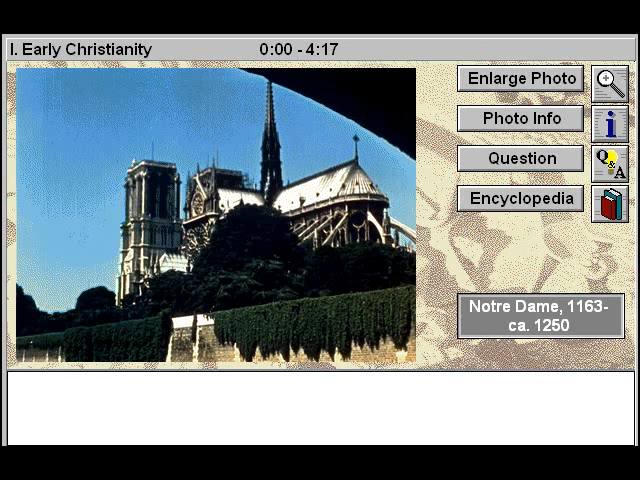 I. Early Christianity
0:00 - 4:17
Enlarge Photo
Photo Info
i
Question
Q
&
A
Encyclopedia
Notre Dame, 1163-
ca. 1250